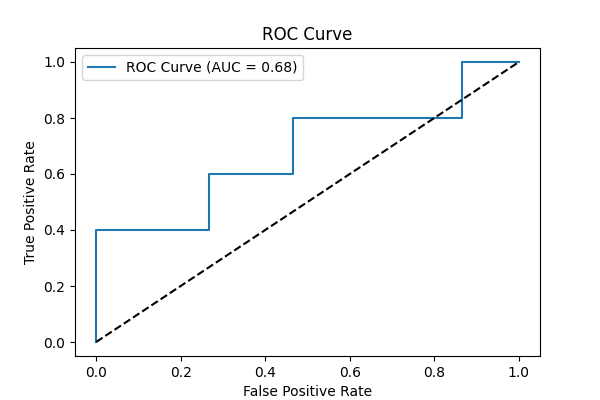 ROC Curve
ROC Curve (AUC = 0.68)
True Positive Rate
1.0
0.8
0.6
0.4
0.2
0.0
0.0 0.2 0.4 0.6 0.8 1.0
False Positive Rate